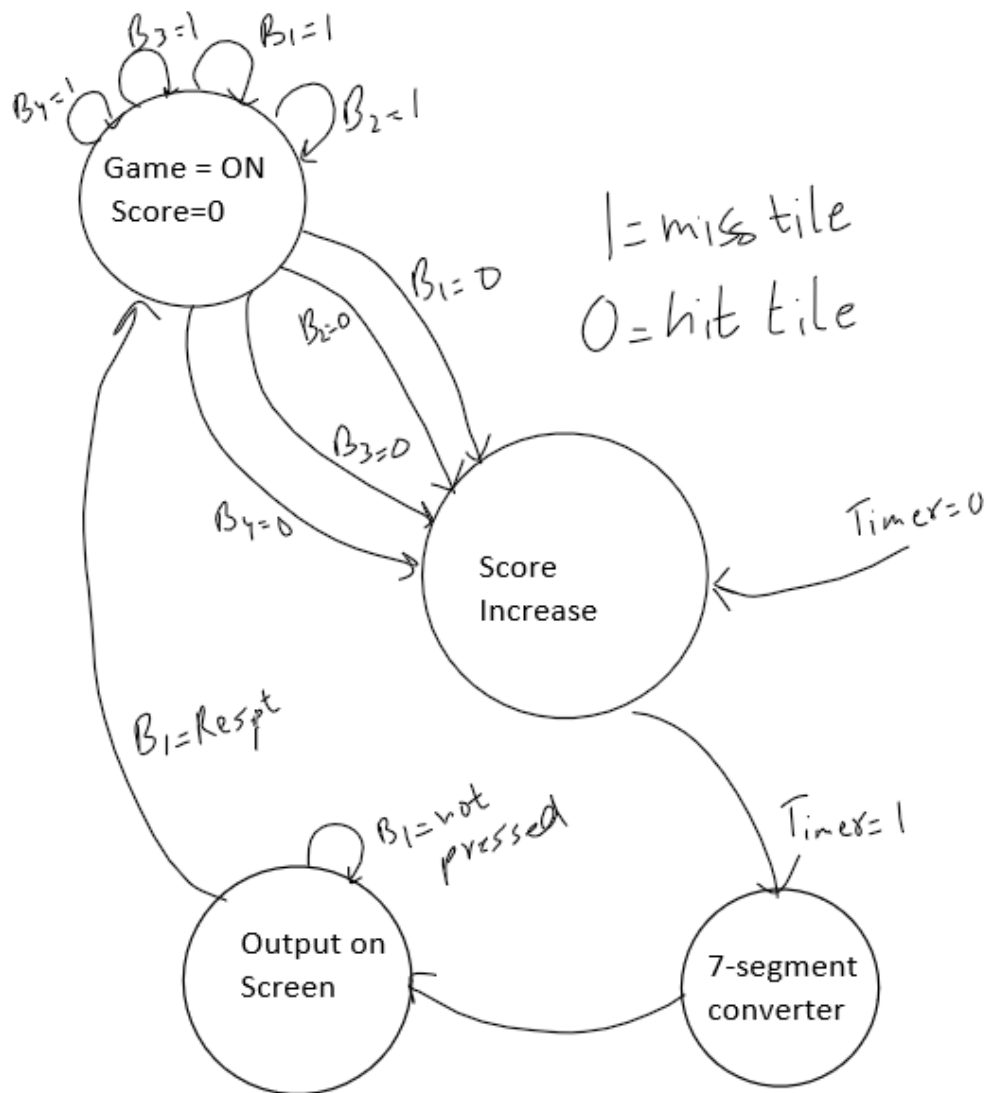 B3=1
B1=1
B4=1
B2=1
Game = ON
Score=0
1=miss tile
0=hit tile
B1=0
B2=0
B3=0
B4=0
Timer=0
Score
Increase
B1=
B1=not
pressed
Timer=1
Output on
Screen
7-segment
converter